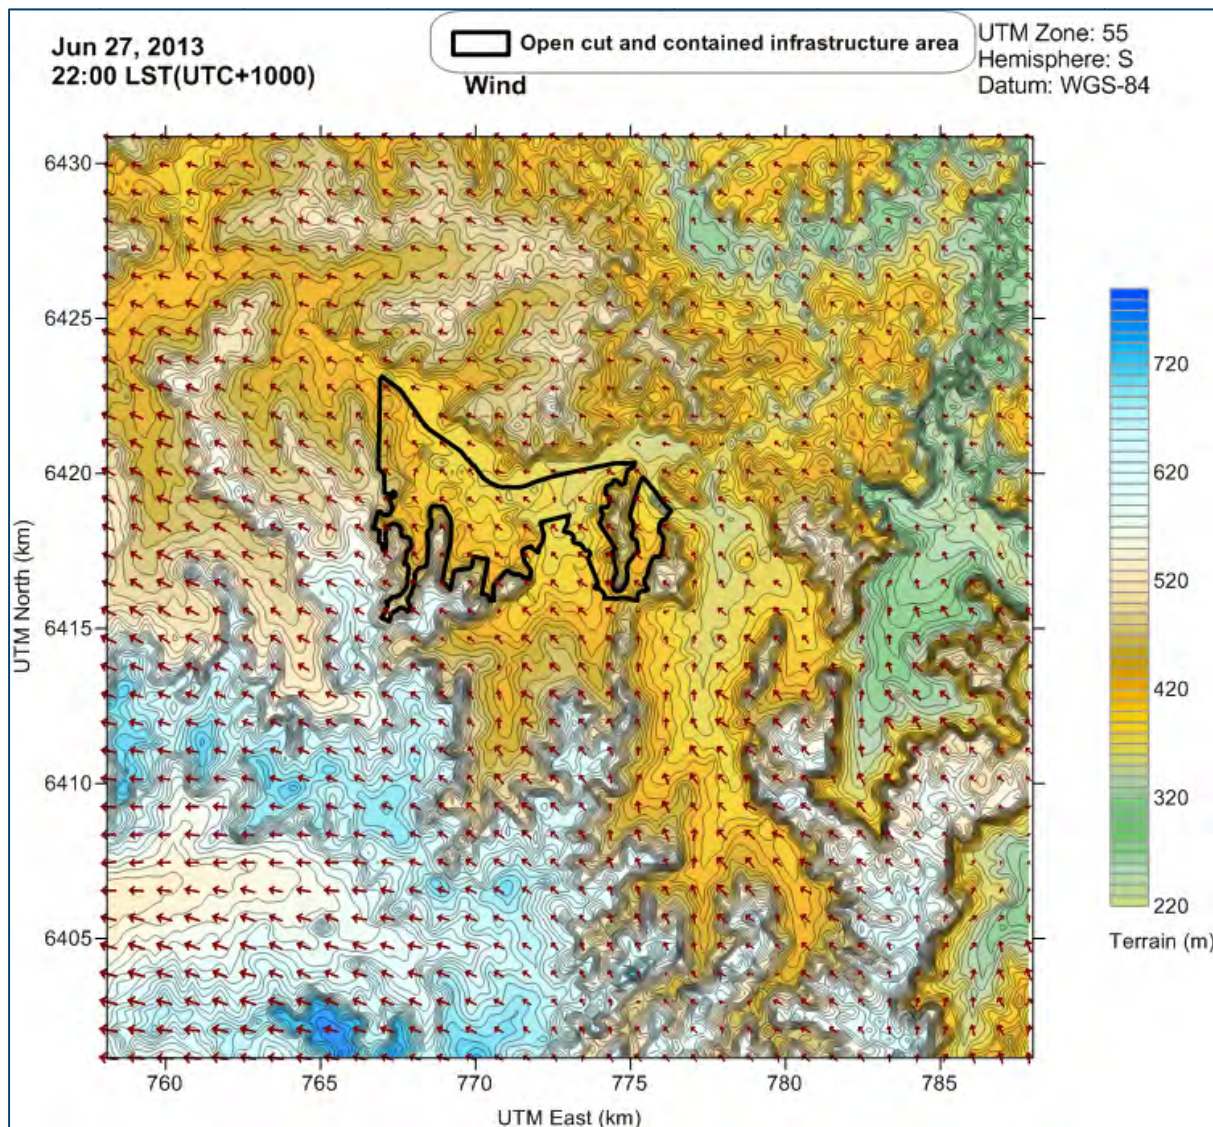 Jun 27, 2013
22:00 LST(UTC+1000)
Open cut and contained infrastructure area
Wind
UTM Zone: 55
Hemisphere: S
Datum: WGS-84
6430
6425
6420
6415
6410
6405
UTM North (km)
760
765
770
775
780
785
UTM East (km)
720
620
520
420
320
220
Terrain (m)